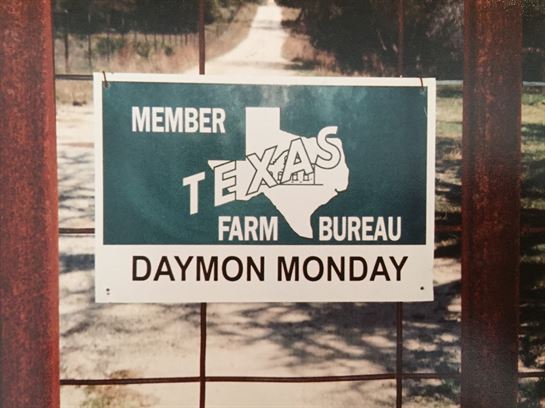 MEMBER
TEXAS
FARM BUREAU
DAYMON MONDAY